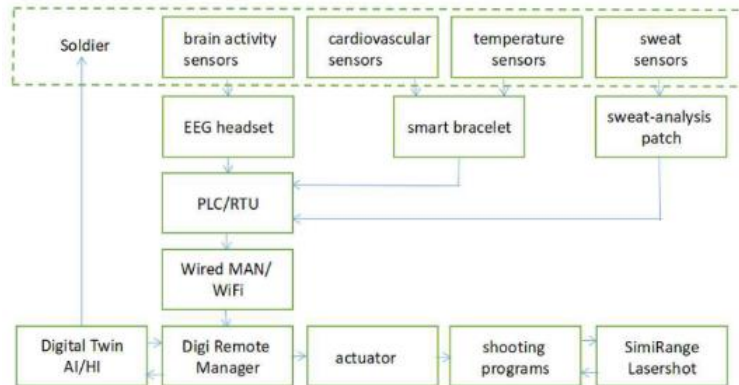 Soldier
brain activity
sensors
cardiovascular
sensors
temperature
sensors
sweat
sensors
EEG headset
smart bracelet
sweat-analysis
patch
PLC/RTU
Wired MAN/
WiFi
Digital Twin
AI/HI
Digi Remote
Manager
actuator
shooting
programs
SimiRange
Lasershot